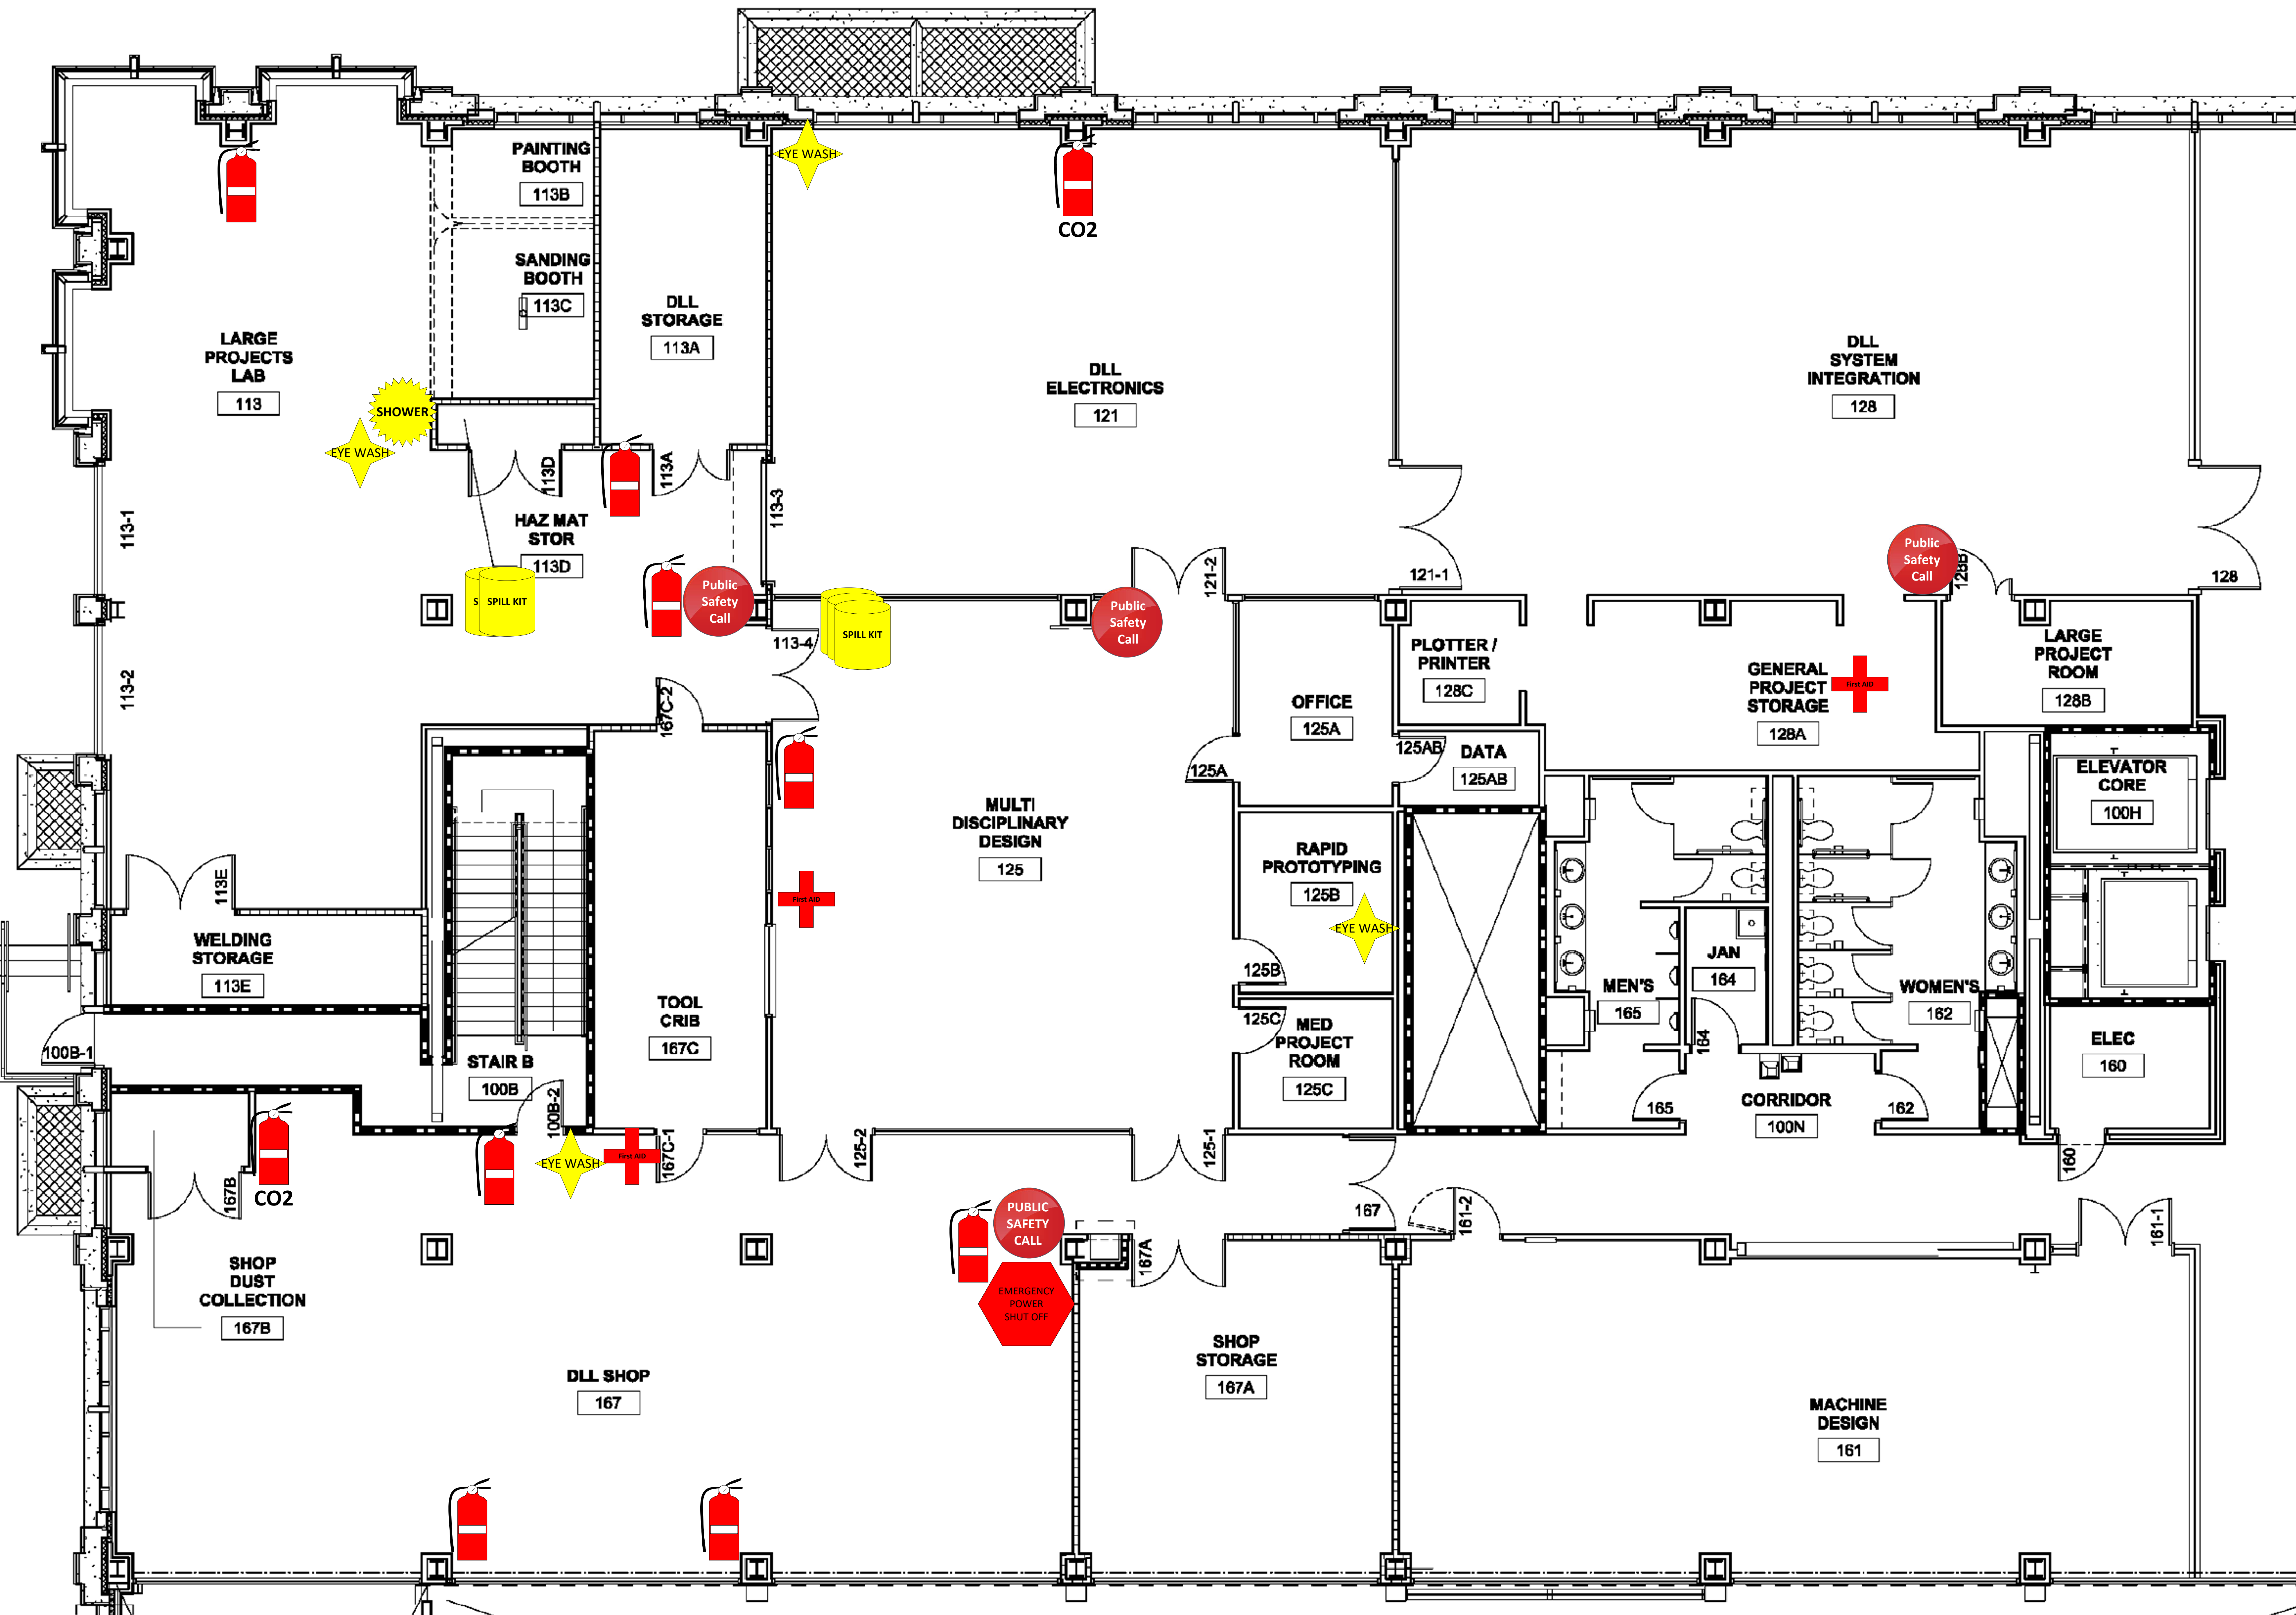 PAINTING
BOOTH
113B
SANDING
BOOTH
113C
DLL
STORAGE
113A
EYE WASH
CO2
LARGE
PROJECTS
LAB
113
DLL
ELECTRONICS
121
DLL
SYSTEM
INTEGRATION
128
SHOWER
EYE WASH
113D
113A
113-3
113-1
HAZ MAT
STOR
113D
S
SPILL KIT
Public
Safety
Call
SPILL KIT
Public
Safety
Call
121-2
121-1
Public
Safety
Call
128B
128
113-4
113-2
167C-2
OFFICE
125A
PLOTTER /
PRINTER
128C
GENERAL
PROJECT
STORAGE
128A
First AID
LARGE
PROJECT
ROOM
128B
125A
125AB
DATA
125AB
ELEVATOR
CORE
100H
MULTI
DISCIPLINARY
DESIGN
125
First AID
RAPID
PROTOTYPING
125B
EYE WASH
113E
WELDING
STORAGE
113E
125B
MEN'S
165
JAN
164
WOMEN'S
162
TOOL
CRIB
167C
125C
MED
PROJECT
ROOM
125C
164
ELEC
160
100B-1
STAIR B
100B
100B-2
165
CORRIDOR
100N
162
EYE WASH
First AID
167C-1
125-2
125-1
160
CO2
167B
PUBLIC
SAFETY
CALL
167
161-2
161-1
167A
EMERGENCY
POWER
SHUT OFF
SHOP
DUST
COLLECTION
167B
SHOP
STORAGE
167A
DLL SHOP
167
MACHINE
DESIGN
161